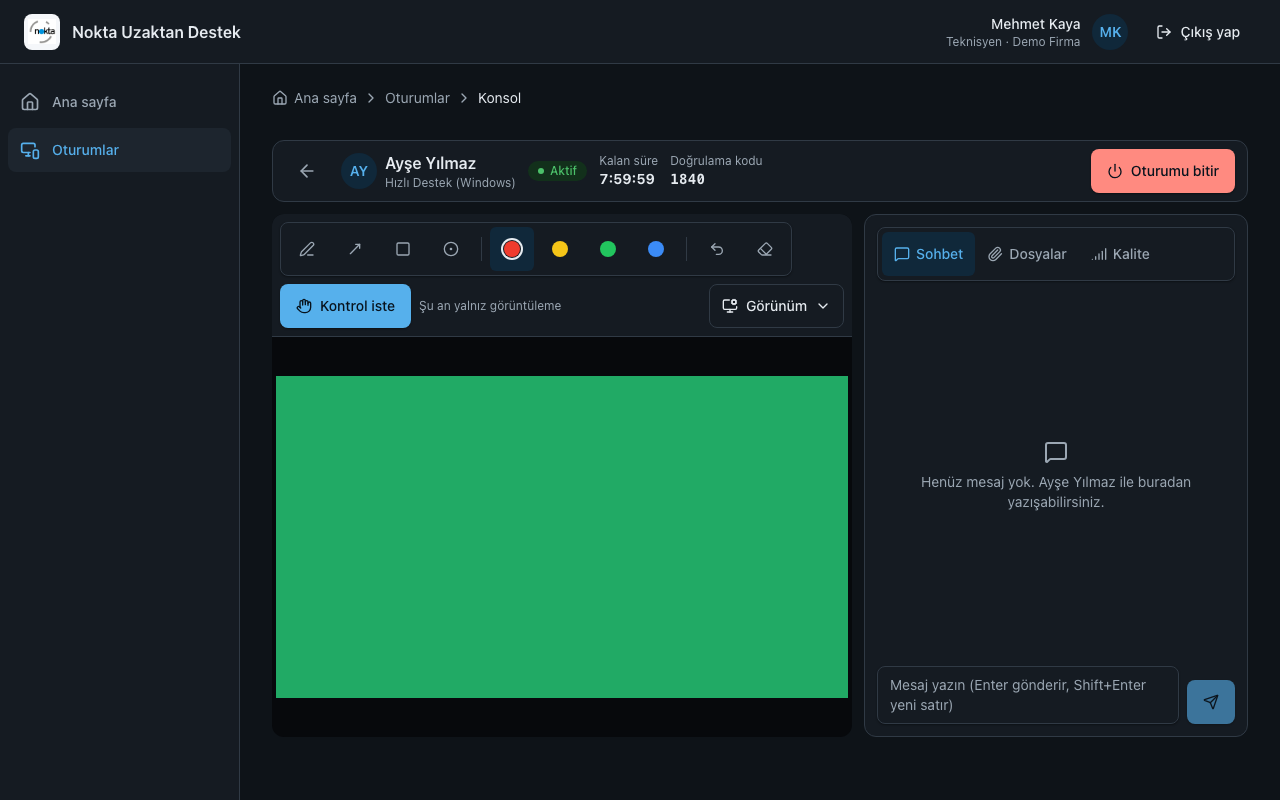 nokta
Nokta Uzaktan Destek
Mehmet Kaya
Teknisyen · Demo Firma
MK
Çıkış yap
Ana sayfa
Oturumlar
Ana sayfa
Oturumlar
Konsol
AY
Ayşe Yılmaz
Hızlı Destek (Windows)
Aktif
Kalan süre
7:59:59
Doğrulama kodu
1840
Oturumu bitir
Kontrol iste
Şu an yalnız görüntüleme
Görünüm
Sohbet
Dosyalar
Kalite
Henüz mesaj yok. Ayşe Yılmaz ile buradan
yazışabilirsiniz.
Mesaj yazın (Enter gönderir, Shift+Enter
yeni satır)